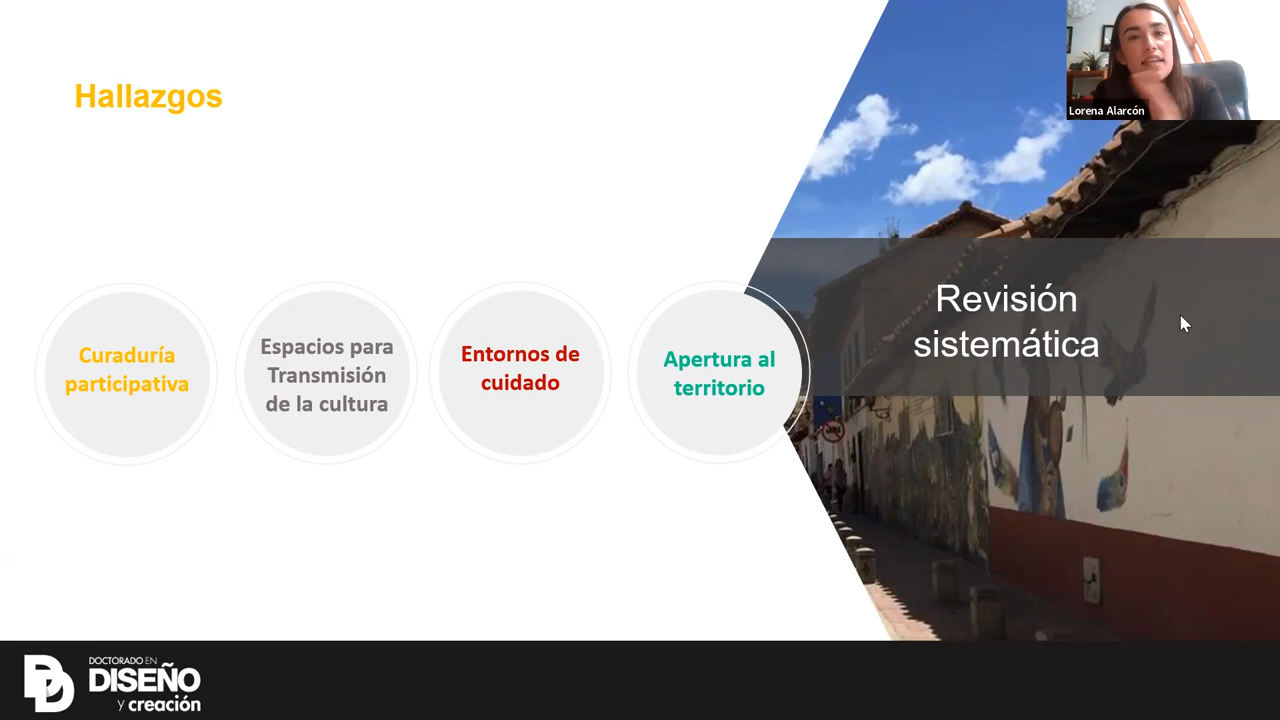 Hallazgos
Lorena Alarcón
Revisión
sistemática
Curaduría
participativa
Espacios para
Transmisión
de la cultura
Entornos de
cuidado
Apertura al
territorio
DOCTORADO EN
DISEÑO
y creación